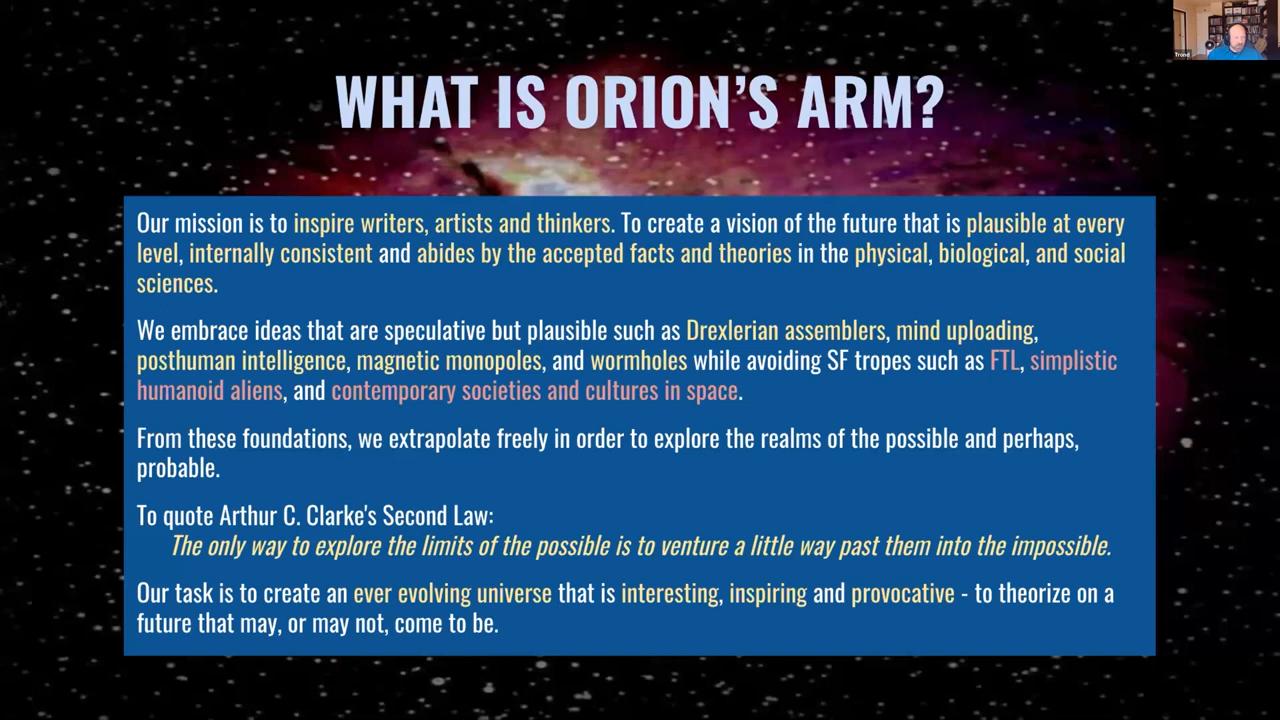 Trond
WHAT IS ORION'S ARM?
Our mission is to inspire writers, artists and thinkers. To create a vision of the future that is plausible at every
level, internally consistent and abides by the accepted facts and theories in the physical, biological, and social
sciences.
We embrace ideas that are speculative but plausible such as Drexlerian assemblers, mind uploading,
posthuman intelligence, magnetic monopoles, and wormholes while avoiding SF tropes such as FTL, simplistic
humanoid aliens, and contemporary societies and cultures in space.
From these foundations, we extrapolate freely in order to explore the realms of the possible and perhaps,
probable.
To quote Arthur C. Clarke's Second Law:
The only way to explore the limits of the possible is to venture a little way past them into the impossible.
Our task is to create an ever evolving universe that is interesting, inspiring and provocative - to theorize on a
future that may, or may not, come to be.